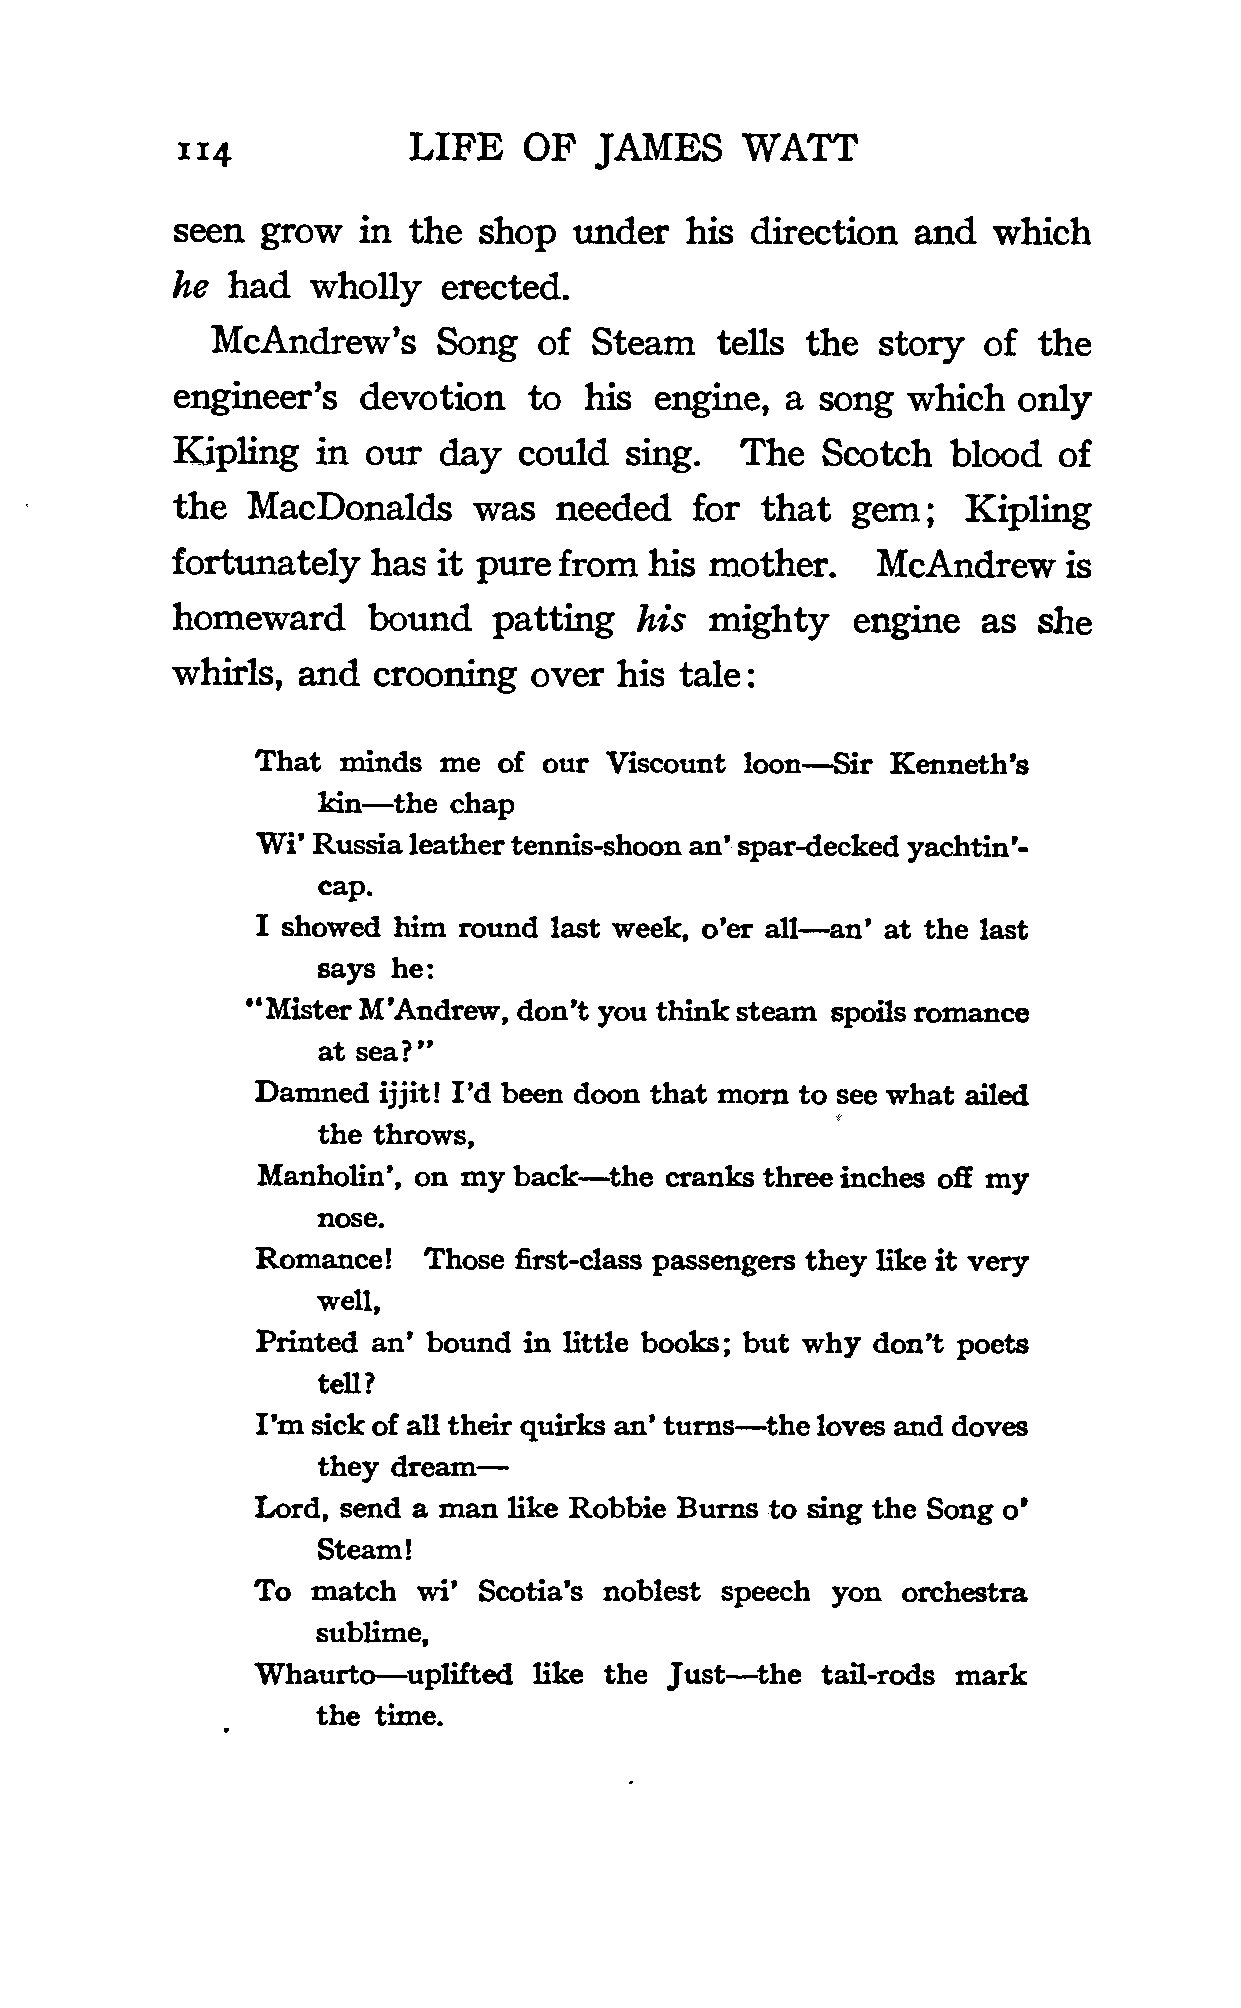 114 LIFE OF JAMES WATT
seen grow in the shop under his direction and which
he had wholly erected.
McAndrew's Song of Steam tells the story of the
engineer's devotion to his engine, a song which only
Kipling in our day could sing. The Scotch blood of
the MacDonalds was needed for that gem; Kipling
fortunately has it pure from his mother. McAndrew is
homeward bound patting his mighty engine as she
whirls, and crooning over his tale:
That minds me of our Viscount loon—Sir Kenneth's
kin—the chap
Wi' Russia leather tennis-shoon an' spar-decked yachtin'-
cap.
I showed him round last week, o'er all—an' at the last
says he:
"Mister M'Andrew, don't you think steam spoils romance
at sea?"
Damned ijjit! I'd been doon that morn to see what ailed
the throws,
Manholin', on my back—the cranks three inches off my
nose.
Romance! Those first-class passengers they like it very
well,
Printed an' bound in little books; but why don't poets
tell?
I'm sick of all their quirks an' turns—the loves and doves
they dream—
Lord, send a man like Robbie Burns to sing the Song o'
Steam!
To match wi' Scotia's noblest speech yon orchestra
sublime,
Whaurto—uplifted like the Just—the tail-rods mark
the time.